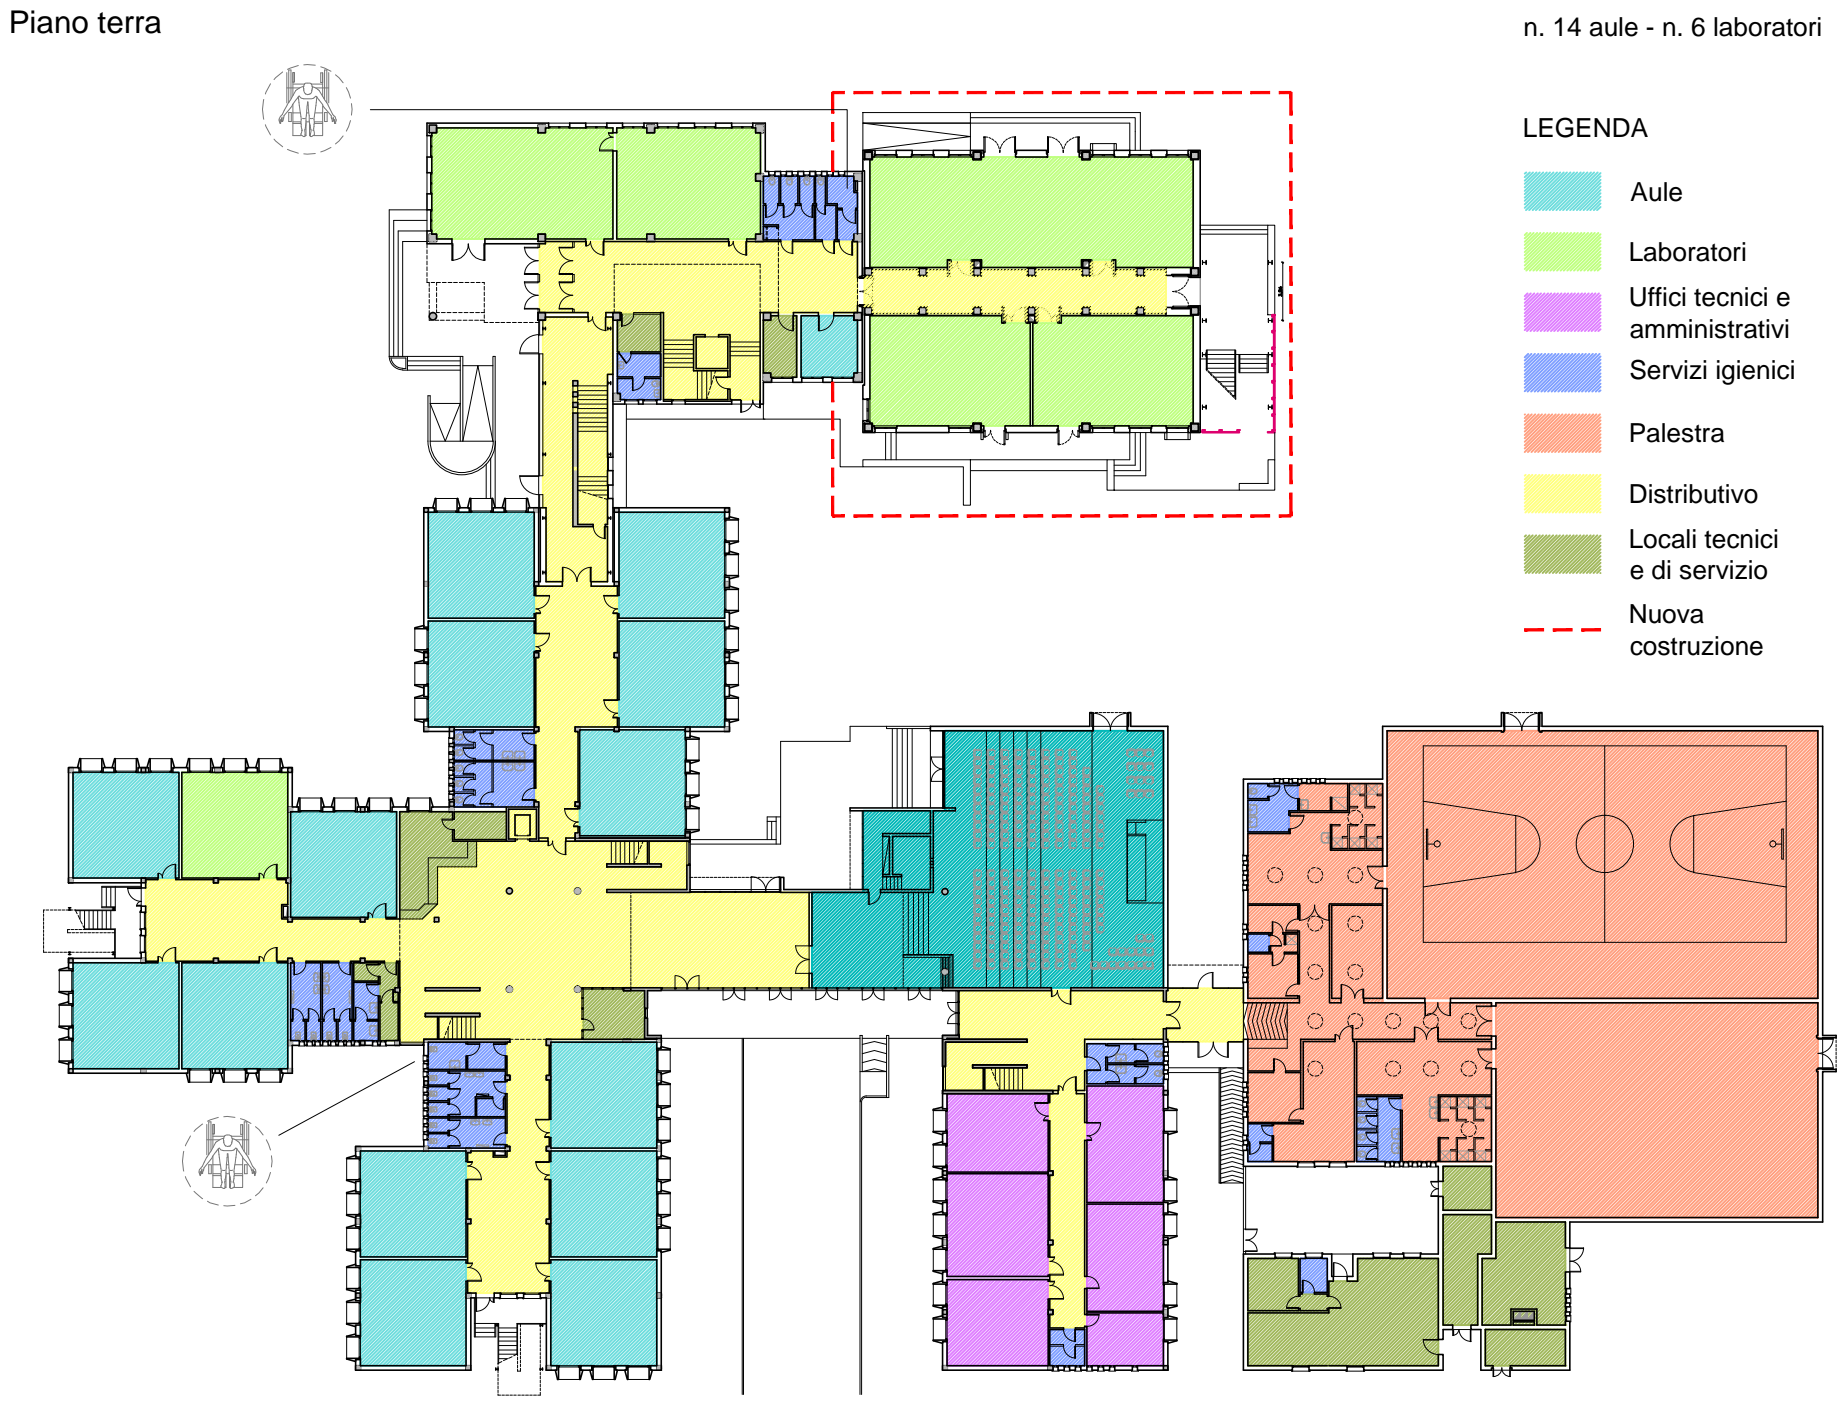 Piano terra
n. 14 aule - n. 6 laboratori
LEGENDA
Aule
Laboratori
Uffici tecnici e
amministrativi
Servizi igienici
Palestra
Distributivo
Locali tecnici
e di servizio
Nuova
costruzione